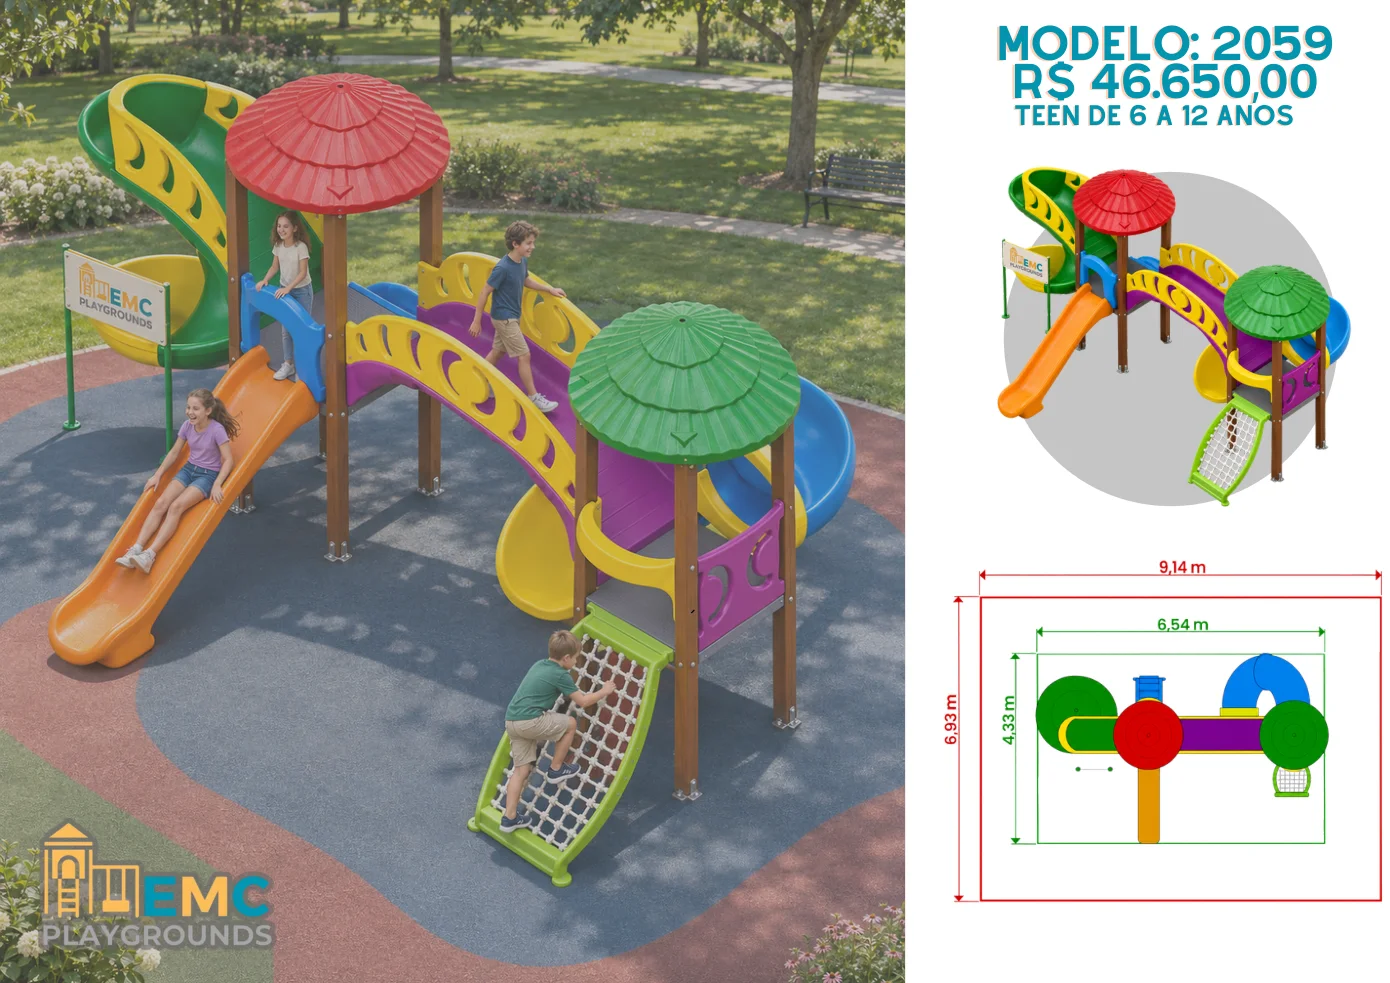 MODELO: 2059
R$ 46.650,00
TEEN DE 6 A 12 ANOS
EMC
PLAYGROUNDS
EMC
PLAYGROUNDS
EMC
PLAYGROUNDS
9,14 m
6,54 m
6,93 m
4,33 m